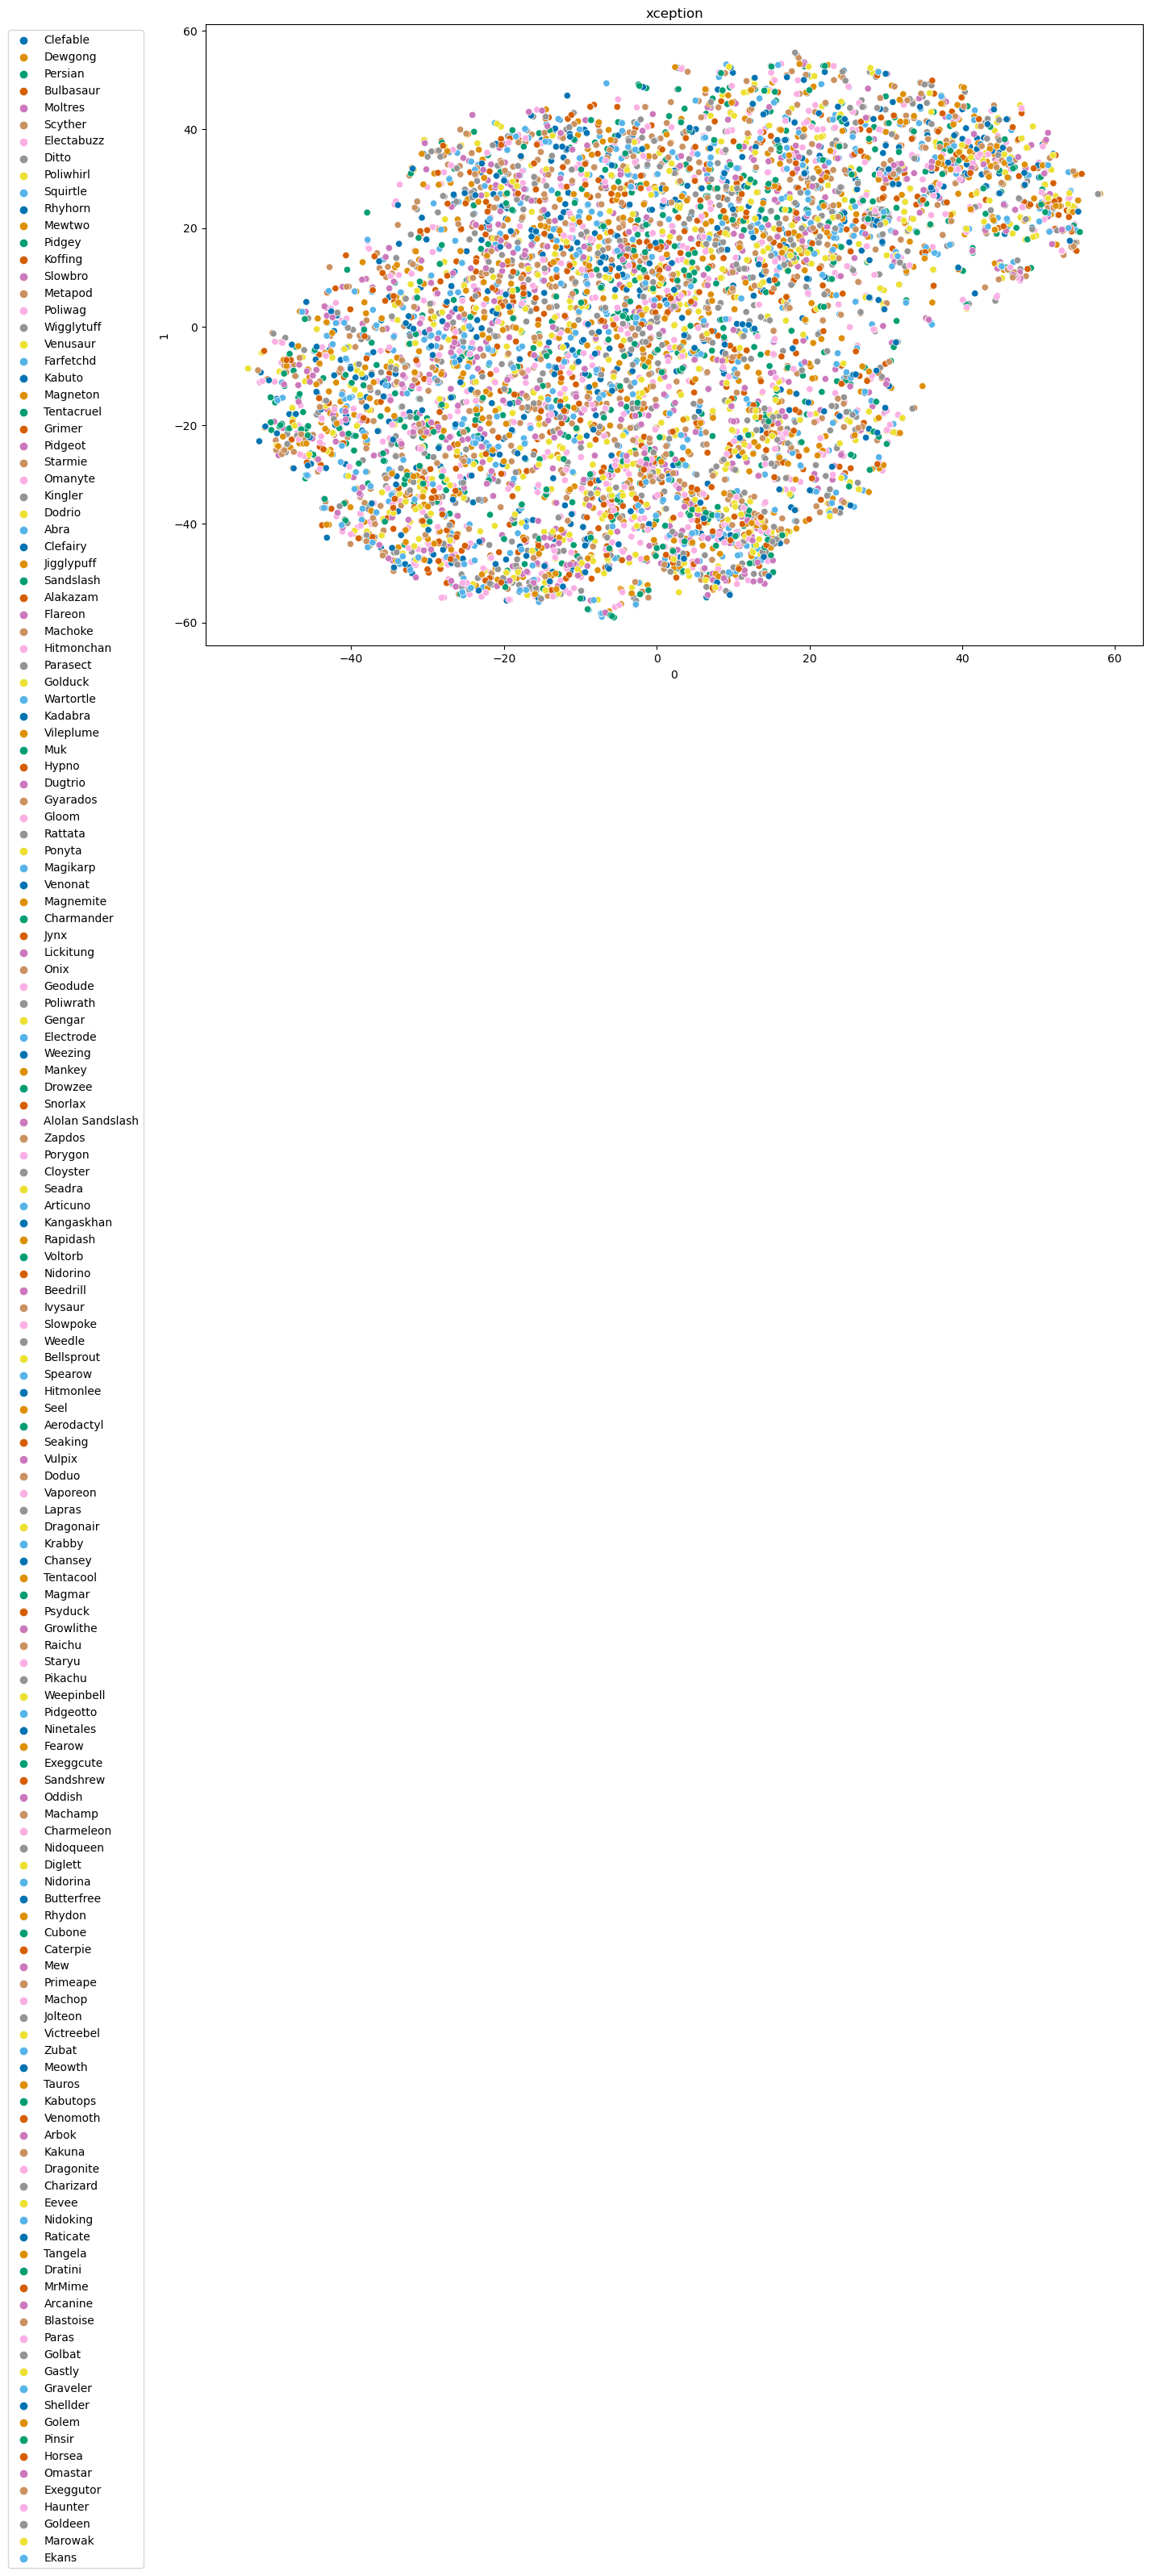 xception
Clefable
Dewgong
Persian
Bulbasaur
Moltres
Scyther
Electabuzz
Ditto
Poliwhirl
Squirtle
Rhyhorn
Mewtwo
Pidgey
Koffing
Slowbro
Metapod
Poliwag
Wigglytuff
Venusaur
Farfetchd
Kabuto
Magneton
Tentacruel
Grimer
Pidgeot
Starmie
Omanyte
Kingler
Dodrio
Abra
Clefairy
Jigglypuff
Sandslash
Alakazam
Flareon
Machoke
Hitmonchan
Parasect
Golduck
Wartortle
Kadabra
Vileplume
Muk
Hypno
Dugtrio
Gyarados
Gloom
Rattata
Ponyta
Magikarp
Venonat
Magnemite
Charmander
Jynx
Lickitung
Onix
Geodude
Poliwrath
Gengar
Electrode
Weezing
Mankey
Drowzee
Snorlax
Alolan Sandslash
Zapdos
Porygon
Cloyster
Seadra
Articuno
Kangaskhan
Rapidash
Voltorb
Nidorino
Beedrill
Ivysaur
Slowpoke
Weedle
Bellsprout
Spearow
Hitmonlee
Seel
Aerodactyl
Seaking
Vulpix
Doduo
Vaporeon
Lapras
Dragonair
Krabby
Chansey
Tentacool
Magmar
Psyduck
Growlithe
Raichu
Staryu
Pikachu
Weepinbell
Pidgeotto
Ninetales
Fearow
Exeggcute
Sandshrew
Oddish
Machamp
Charmeleon
Nidoqueen
Diglett
Nidorina
Butterfree
Rhydon
Cubone
Caterpie
Mew
Primeape
Machop
Jolteon
Victreebel
Zubat
Meowth
Tauros
Kabutops
Venomoth
Arbok
Kakuna
Dragonite
Charizard
Eevee
Nidoking
Raticate
Tangela
Dratini
MrMime
Arcanine
Blastoise
Paras
Golbat
Gastly
Graveler
Shellder
Golem
Pinsir
Horsea
Omastar
Exeggutor
Haunter
Goldeen
Marowak
Ekans
60
40
20
0
−20
−40
−60
1
−40 −20 0 20 40 60
0